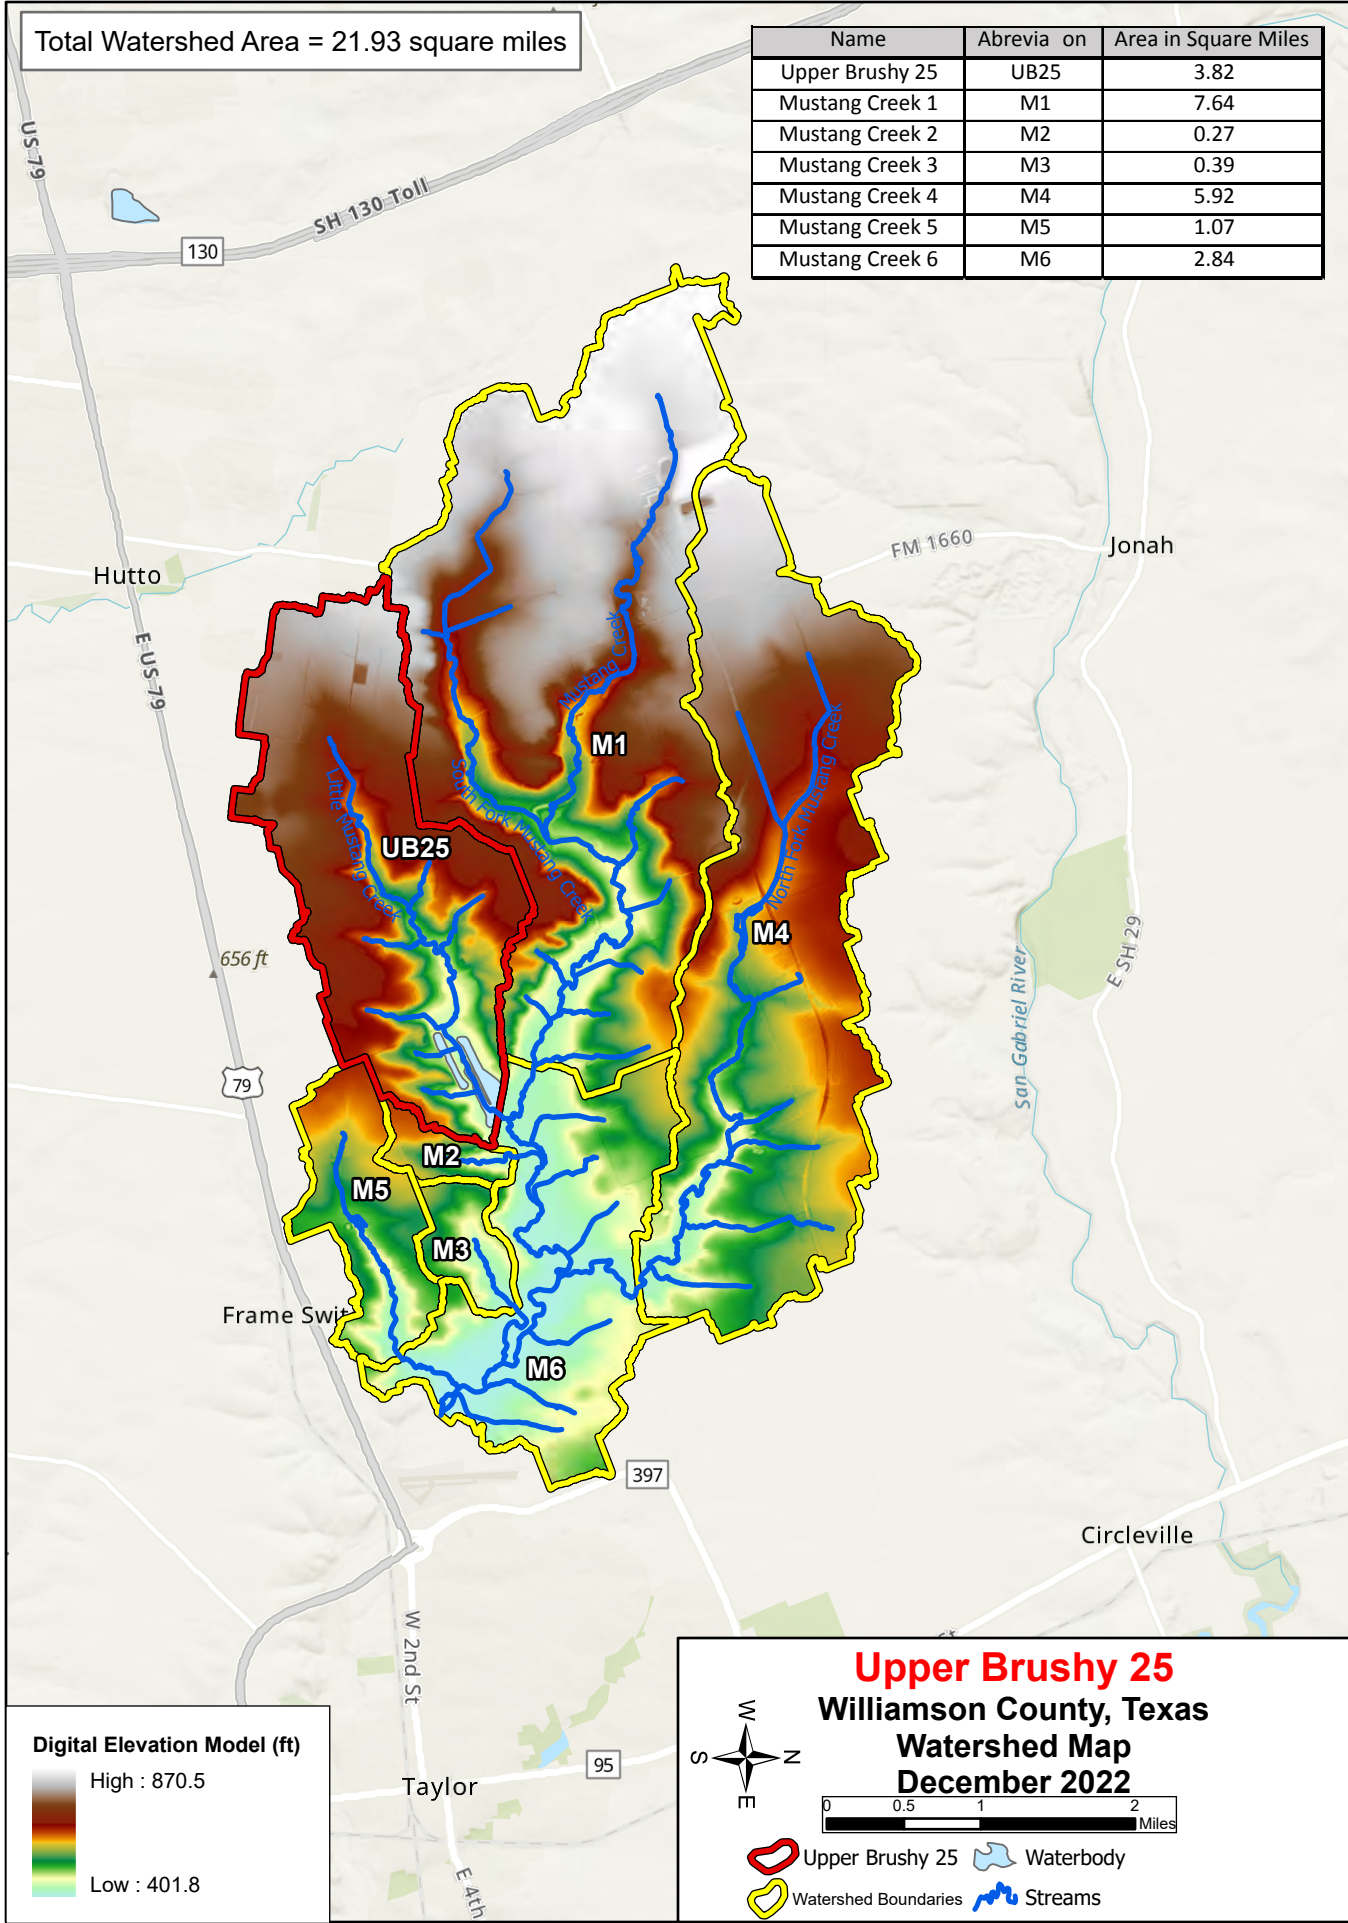 Total Watershed Area = 21.93 square miles
Name Abrevia on Area in Square Miles
Upper Brushy 25 UB25 3.82
Mustang Creek 1 M1 7.64
Mustang Creek 2 M2 0.27
Mustang Creek 3 M3 0.39
Mustang Creek 4 M4 5.92
Mustang Creek 5 M5 1.07
Mustang Creek 6 M6 2.84
US 79
SH 130 Toll
130
FM 1660
Jonah
Hutto
E US 79
Mustang Creek
M1
South Fork Mustang Creek
North Fork Mustang Creek
Little Mustang Creek
UB25
M4
E SH 29
656 ft
San Gabriel River
79
M2
M5
M3
Frame Swit
M6
397
Circleville
W 2nd St
St
Taylor
95
E 4th
Digital Elevation Model (ft)
High : 870.5
Low : 401.8
Upper Brushy 25
Williamson County, Texas
Watershed Map
December 2022
W
S N
E
0 0.5 1 2
Miles
Upper Brushy 25 Waterbody
Watershed Boundaries Streams